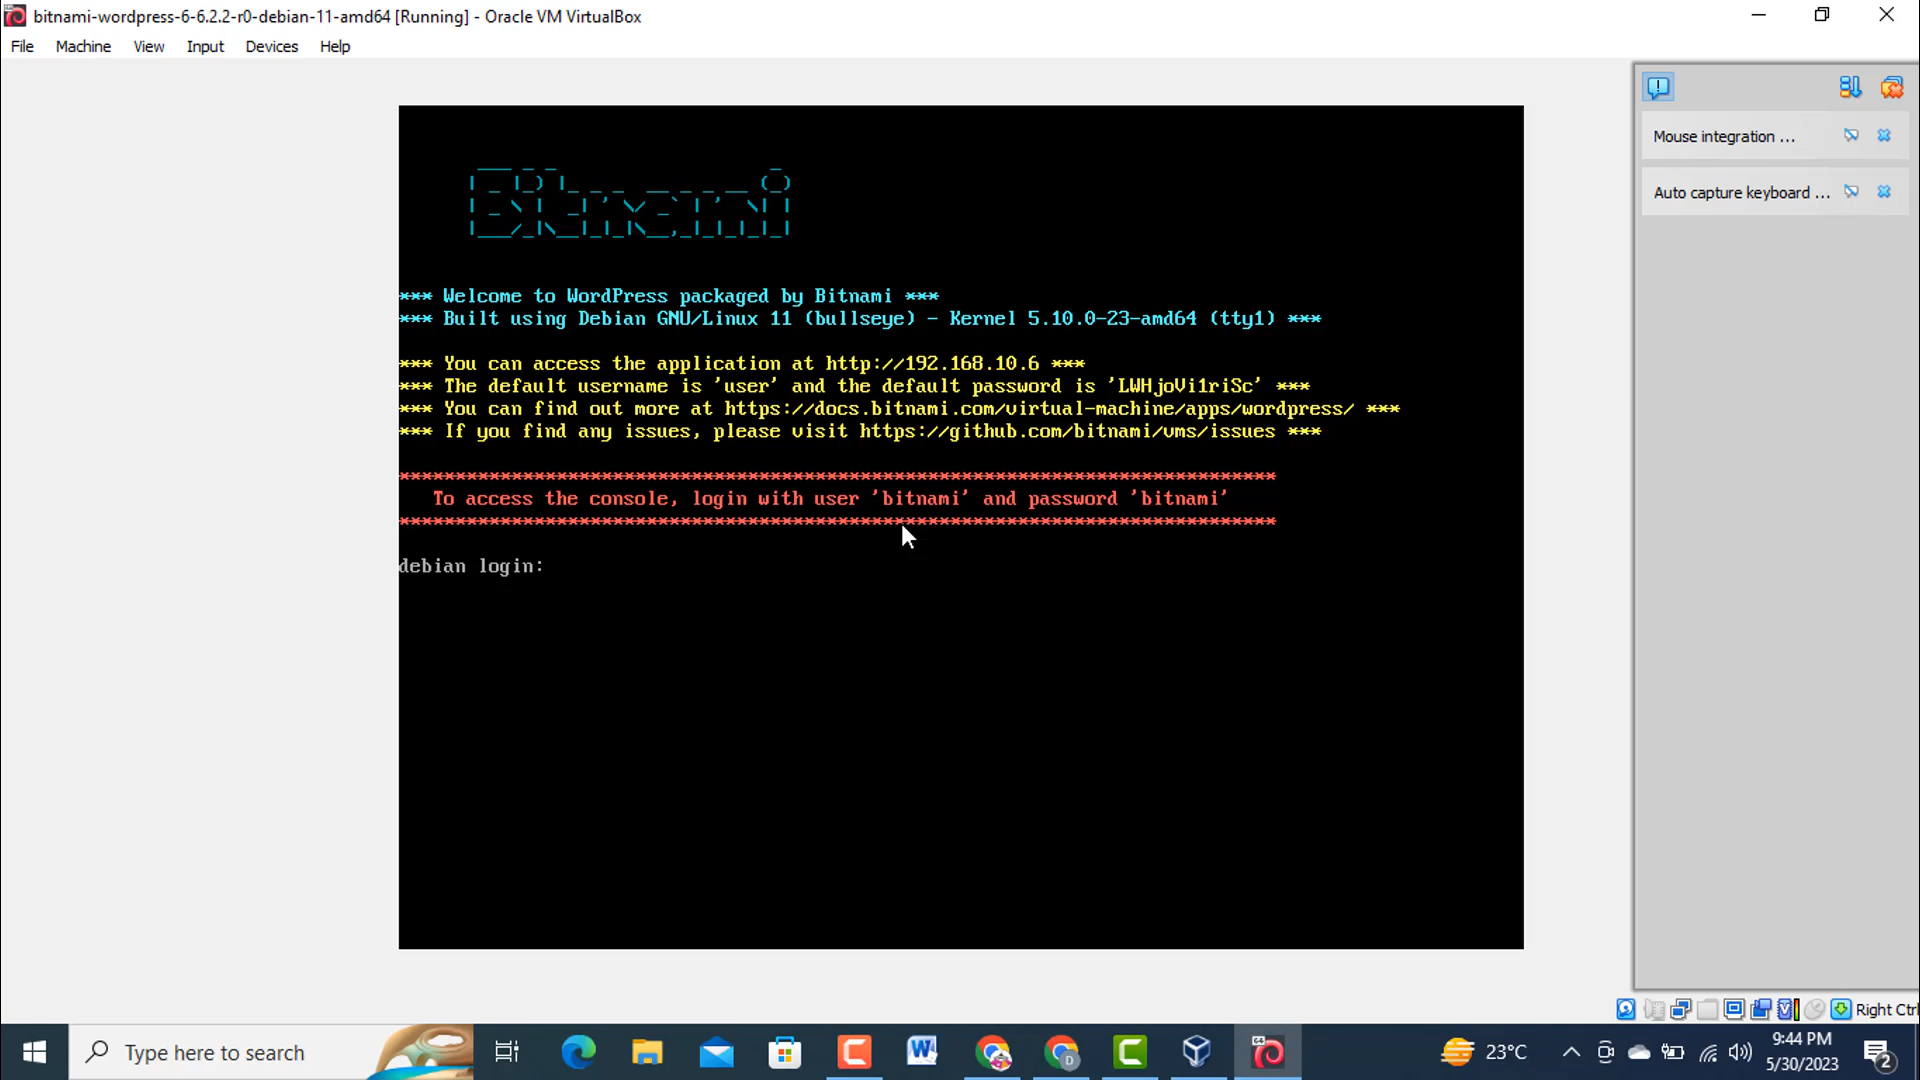 bitnami-wordpress-6-6.2.2-r0-debian-11-amd64 [Running] - Oracle VM VirtualBox
File Machine View Input Devices Help
Mouse integration ...
Auto capture keyboard ...
Bitnami
*** Welcome to WordPress packaged by Bitnami ***
*** Built using Debian GNU/Linux 11 (bullseye) - Kernel 5.10.0-23-amd64 (tty1) ***
*** You can access the application at http://192.168.10.6 ***
*** The default username is 'user' and the default password is 'LWHjoVi1riSc' ***
*** You can find out more at https://docs.bitnami.com/virtual-machine/apps/wordpress/ ***
*** If you find any issues, please visit https://github.com/bitnami/vms/issues ***
******************************************************************************
To access the console, login with user 'bitnami' and password 'bitnami'
******************************************************************************
debian login:
Right Ctrl
Type here to search
23°C
9:44 PM
5/30/2023
2